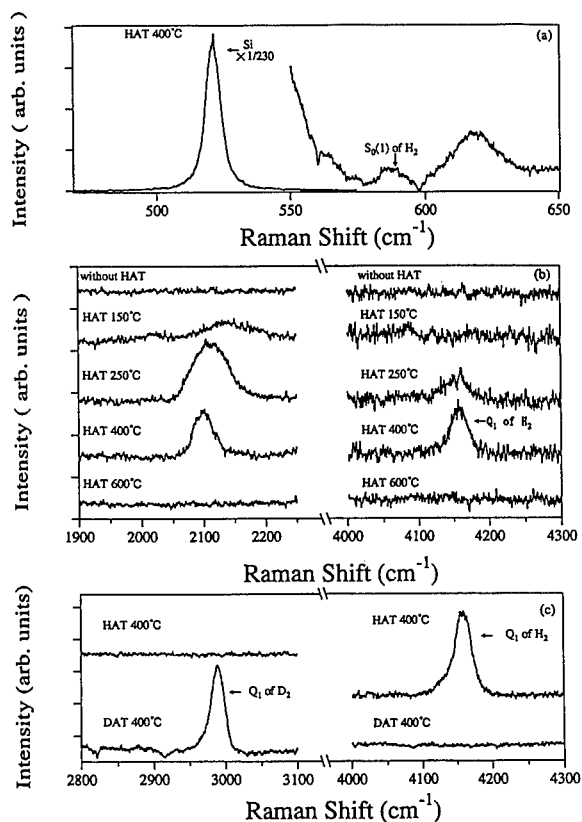 HAT 400°C
Si
×1/230
(a)
S₀(1) of H₂
Intensity ( arb. units)
500 550 600 650
Raman Shift (cm⁻¹)
without HAT
without HAT
(b)
HAT 150°C
HAT 150°C
HAT 250°C
HAT 250°C
HAT 400°C
HAT 400°C
Q₁ of H₂
HAT 600°C
HAT 600°C
Intensity ( arb. units)
1900 2000 2100 2200 4000 4100 4200 4300
Raman Shift (cm⁻¹)
HAT 400°C
HAT 400°C
(c)
Q₁ of H₂
Q₁ of D₂
DAT 400°C
DAT 400°C
Intensity (arb. units)
2800 2900 3000 3100 4000 4100 4200 4300
Raman Shift (cm⁻¹)